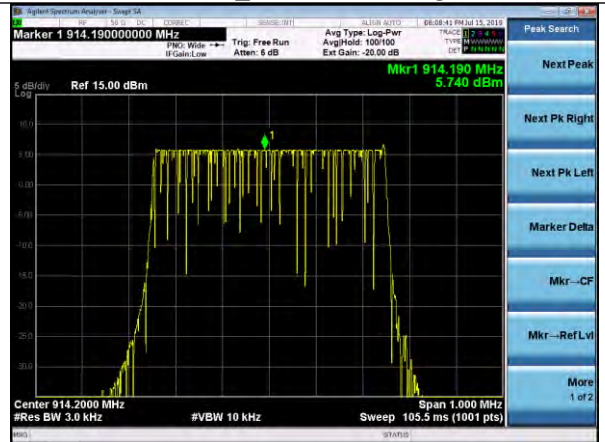 Agilent Spectrum Analyzer - Swept SA
RF 50 Ω DC CORREC SENSE:INT ALIGN AUTO 06:08:41 PM Jul 15, 2016
Marker 1 914.190000000 MHz
PNO: Wide Trig: Free Run
IFGain:Low Atten: 6 dB
Avg Type: Log-Pwr
Avg|Hold: 100/100
Ext Gain: -20.00 dB
TRACE 1 2 3 4 5 6
TYPE M W W W W W
DET P N N N N N
Mkr1 914.190 MHz
5.740 dBm
5 dB/div Ref 15.00 dBm
Log
1
10.0
5.00
0.00
-5.00
-10.0
-15.0
-20.0
-25.0
-30.0
Center 914.2000 MHz Span 1.000 MHz
#Res BW 3.0 kHz #VBW 10 kHz Sweep 105.5 ms (1001 pts)
MSG STATUS
Peak Search
Next Peak
Next Pk Right
Next Pk Left
Marker Delta
Mkr→CF
Mkr→Ref Lvl
More
1 of 2